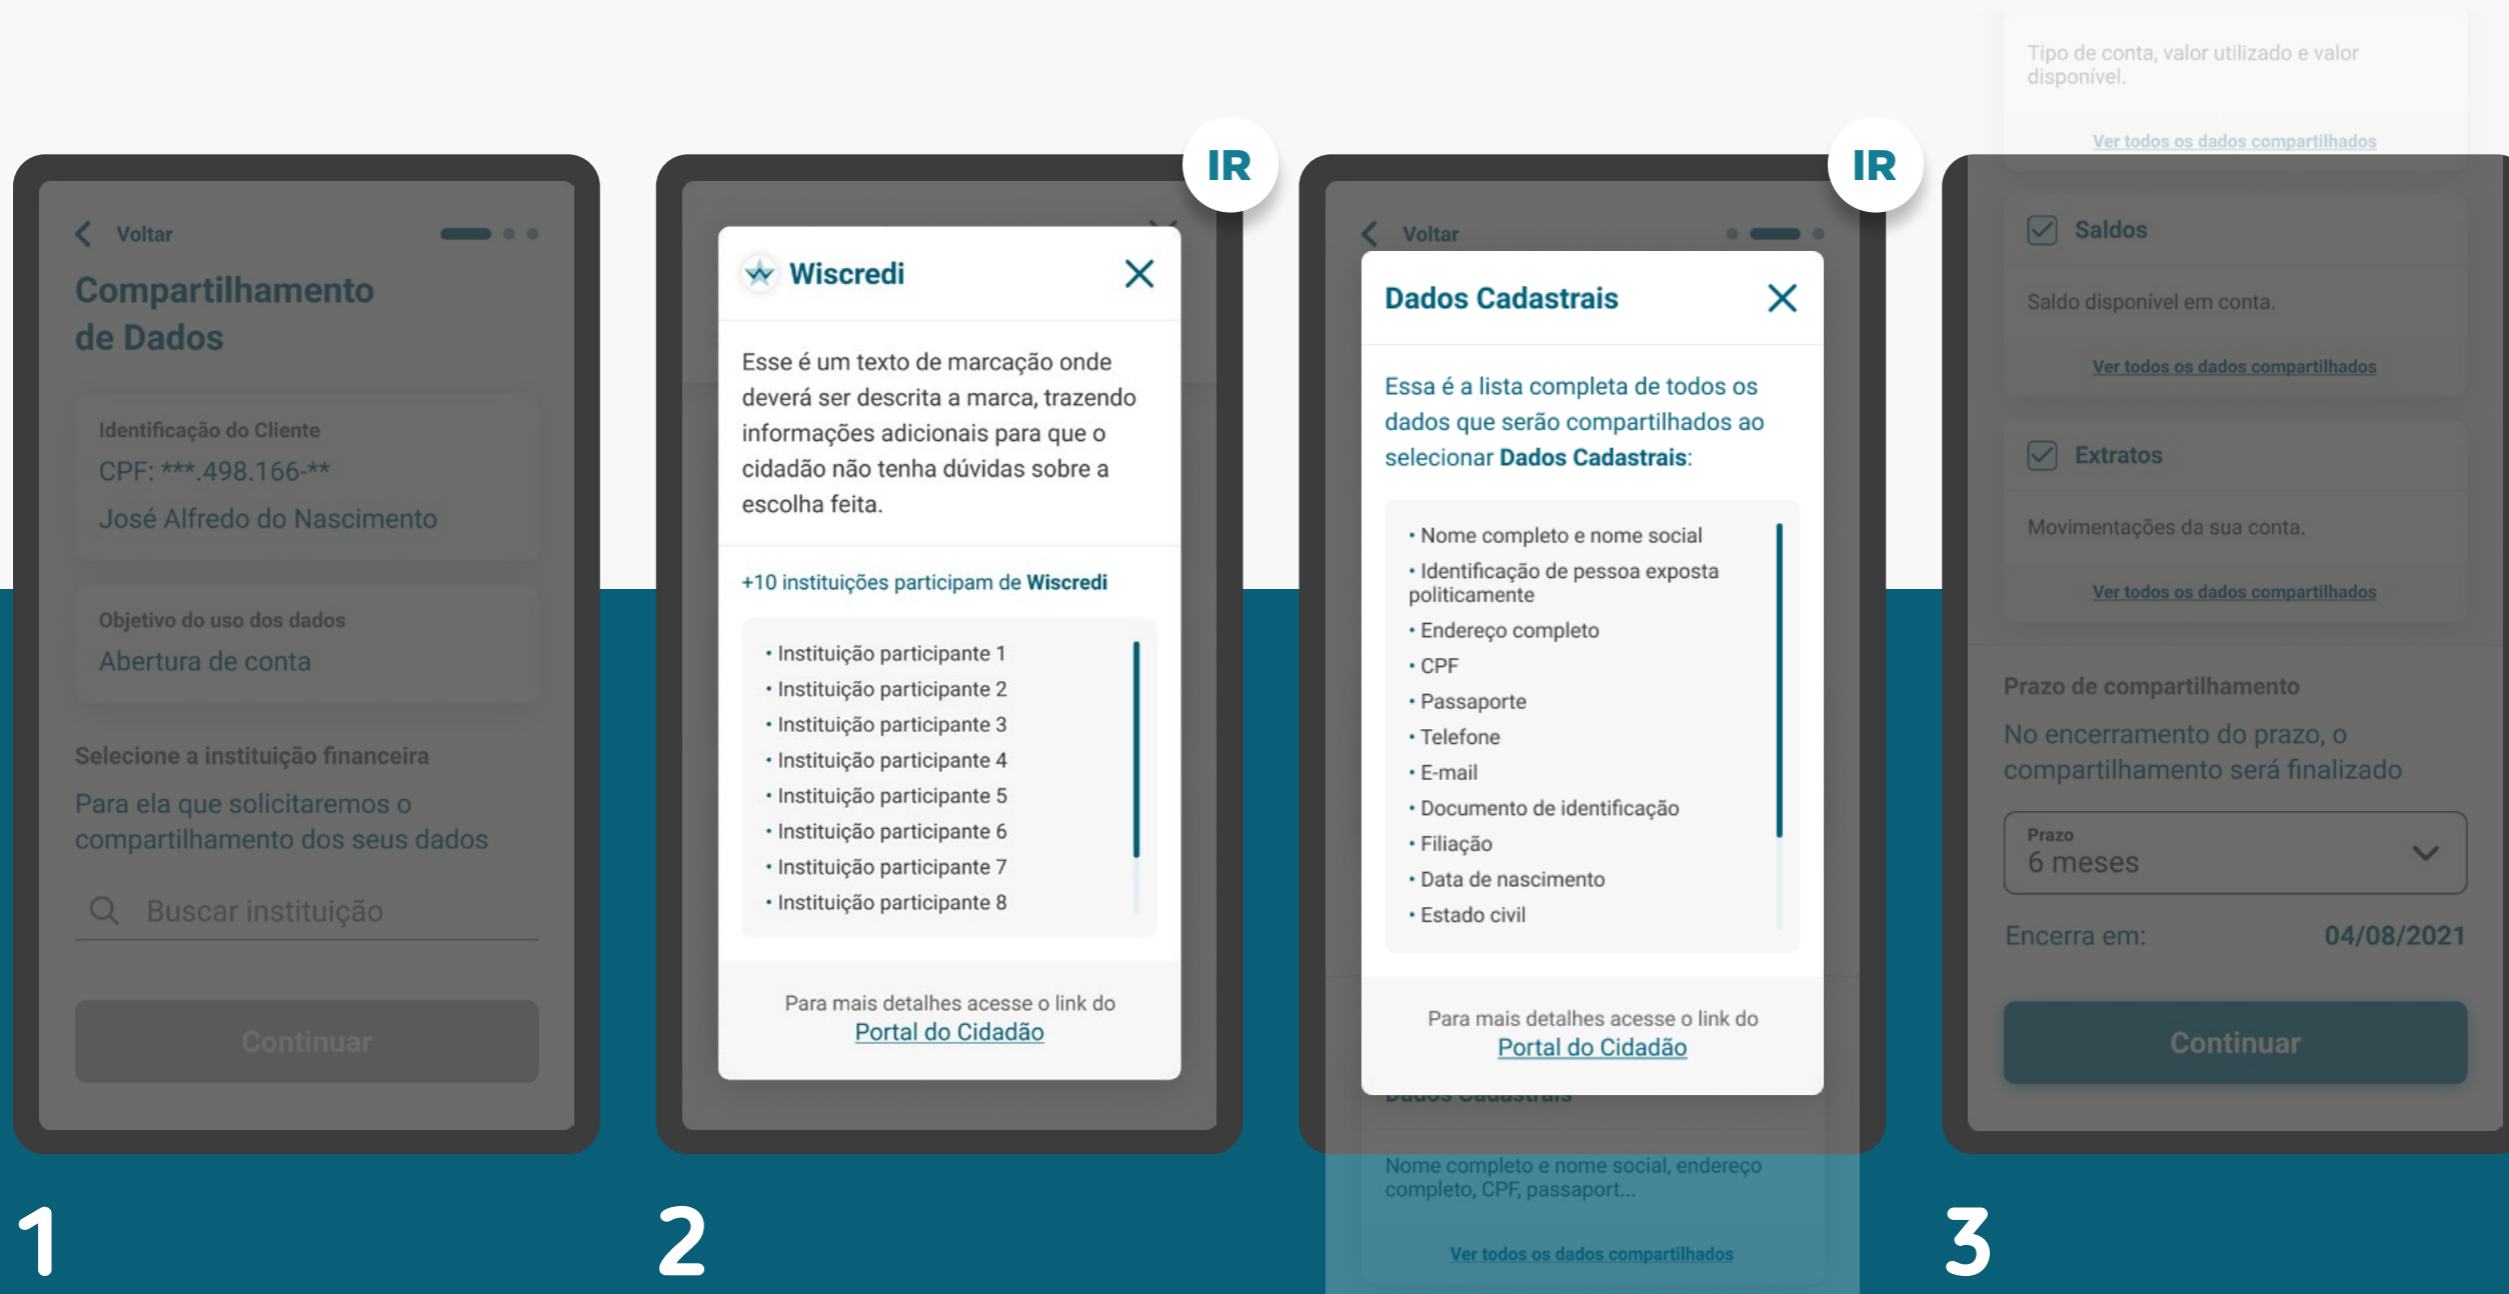 Voltar
Compartilhamento
de Dados
Identificação do Cliente
CPF: ***.498.166-**
José Alfredo do Nascimento
Objetivo do uso dos dados
Abertura de conta
Selecione a instituição financeira
Para ela que solicitaremos o
compartilhamento dos seus dados
Buscar instituição
Continuar
1
IR
Wiscredi
Esse é um texto de marcação onde
deverá ser descrita a marca, trazendo
informações adicionais para que o
cidadão não tenha dúvidas sobre a
escolha feita.
+10 instituições participam de Wiscredi
• Instituição participante 1
• Instituição participante 2
• Instituição participante 3
• Instituição participante 4
• Instituição participante 5
• Instituição participante 6
• Instituição participante 7
• Instituição participante 8
Para mais detalhes acesse o link do
Portal do Cidadão
2
IR
Voltar
Dados Cadastrais
Essa é a lista completa de todos os
dados que serão compartilhados ao
selecionar Dados Cadastrais:
• Nome completo e nome social
• Identificação de pessoa exposta
politicamente
• Endereço completo
• CPF
• Passaporte
• Telefone
• E-mail
• Documento de identificação
• Filiação
• Data de nascimento
• Estado civil
Para mais detalhes acesse o link do
Portal do Cidadão
Dados Cadastrais
Nome completo e nome social, endereço
completo, CPF, passaport...
Ver todos os dados compartilhados
Tipo de conta, valor utilizado e valor
disponível.
Ver todos os dados compartilhados
Saldos
Saldo disponível em conta.
Ver todos os dados compartilhados
Extratos
Movimentações da sua conta.
Ver todos os dados compartilhados
Prazo de compartilhamento
No encerramento do prazo, o
compartilhamento será finalizado
Prazo
6 meses
Encerra em: 04/08/2021
Continuar
3